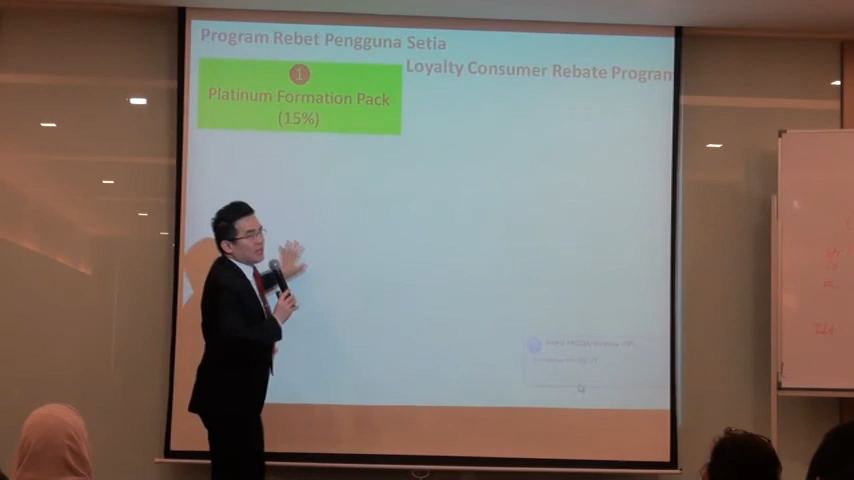 Program Rebet Pengguna Setia
Loyalty Consumer Rebate Program
1
Platinum Formation Pack
(15%)